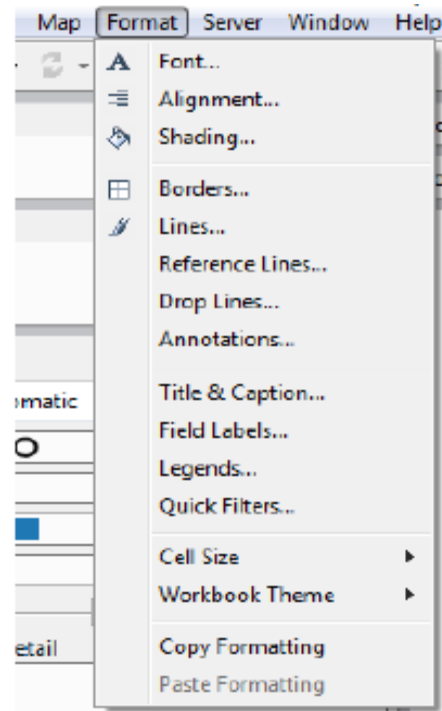 Map Format Server Window Help
Font...
Alignment...
Shading...
Borders...
Lines...
Reference Lines...
Drop Lines...
Annotations...
omatic
Title & Caption...
Field Labels...
Legends...
Quick Filters...
Cell Size
Workbook Theme
etail
Copy Formatting
Paste Formatting